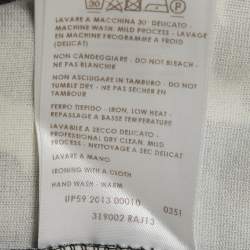 30
P
LAVARE A MACCHINA 30° DELICATO -
MACHINE WASH. MILD PROCESS - LAVAGE
EN MACHINE PROGRAMME A FROID
(DELICAT)
NON CANDEGGIARE - DO NOT BLEACH -
NE PAS BLANCHIR
NON ASCIUGARE IN TAMBURO - DO NOT
TUMBLE DRY - NE PAS SÉCHER EN
TAMBOUR
FERRO TIEPIDO - IRON, LOW HEAT -
REPASSAGE A BASSE TEMPERATURE
LAVABILE A SECCO DELICATO -
PROFESSIONAL DRY CLEAN. MILD
PROCESS - NETTOYAGE A SEC DELICAT
LAVARE A MANO
IRONING WITH A CLOTH
HAND WASH - WARM
UP59 2013 00010 0351
319002 RAJ13